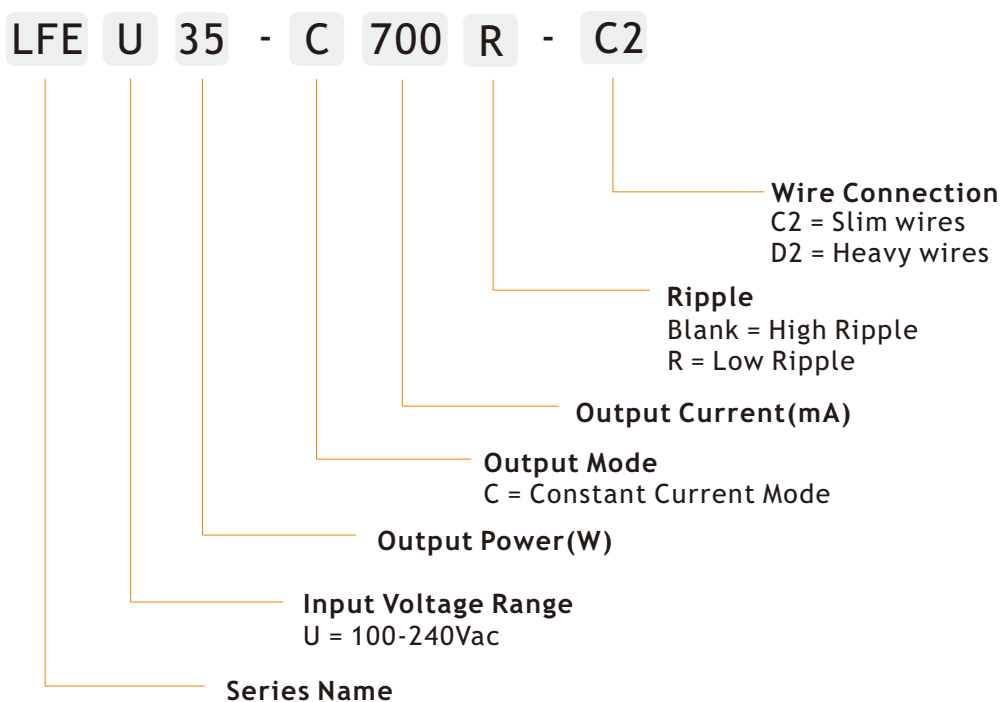 LFE U 35 - C 700 R - C2
Wire Connection
C2 = Slim wires
D2 = Heavy wires
Ripple
Blank = High Ripple
R = Low Ripple
Output Current(mA)
Output Mode
C = Constant Current Mode
Output Power(W)
Input Voltage Range
U = 100-240Vac
Series Name